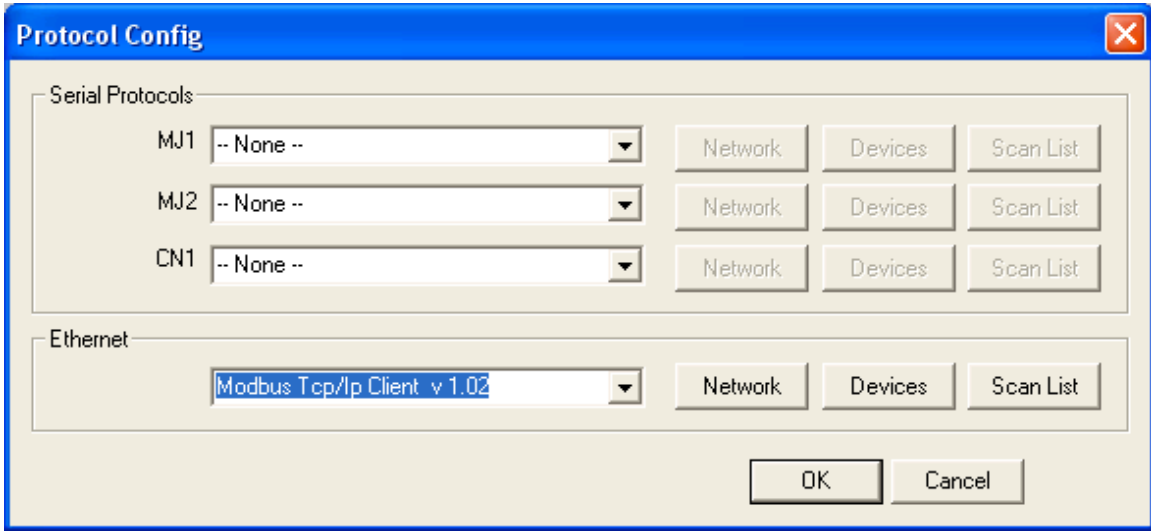 Protocol Config
Serial Protocols
MJ1 -- None -- Network Devices Scan List
MJ2 -- None -- Network Devices Scan List
CN1 -- None -- Network Devices Scan List
Ethernet
Modbus Tcp/Ip Client v 1.02 Network Devices Scan List
OK Cancel